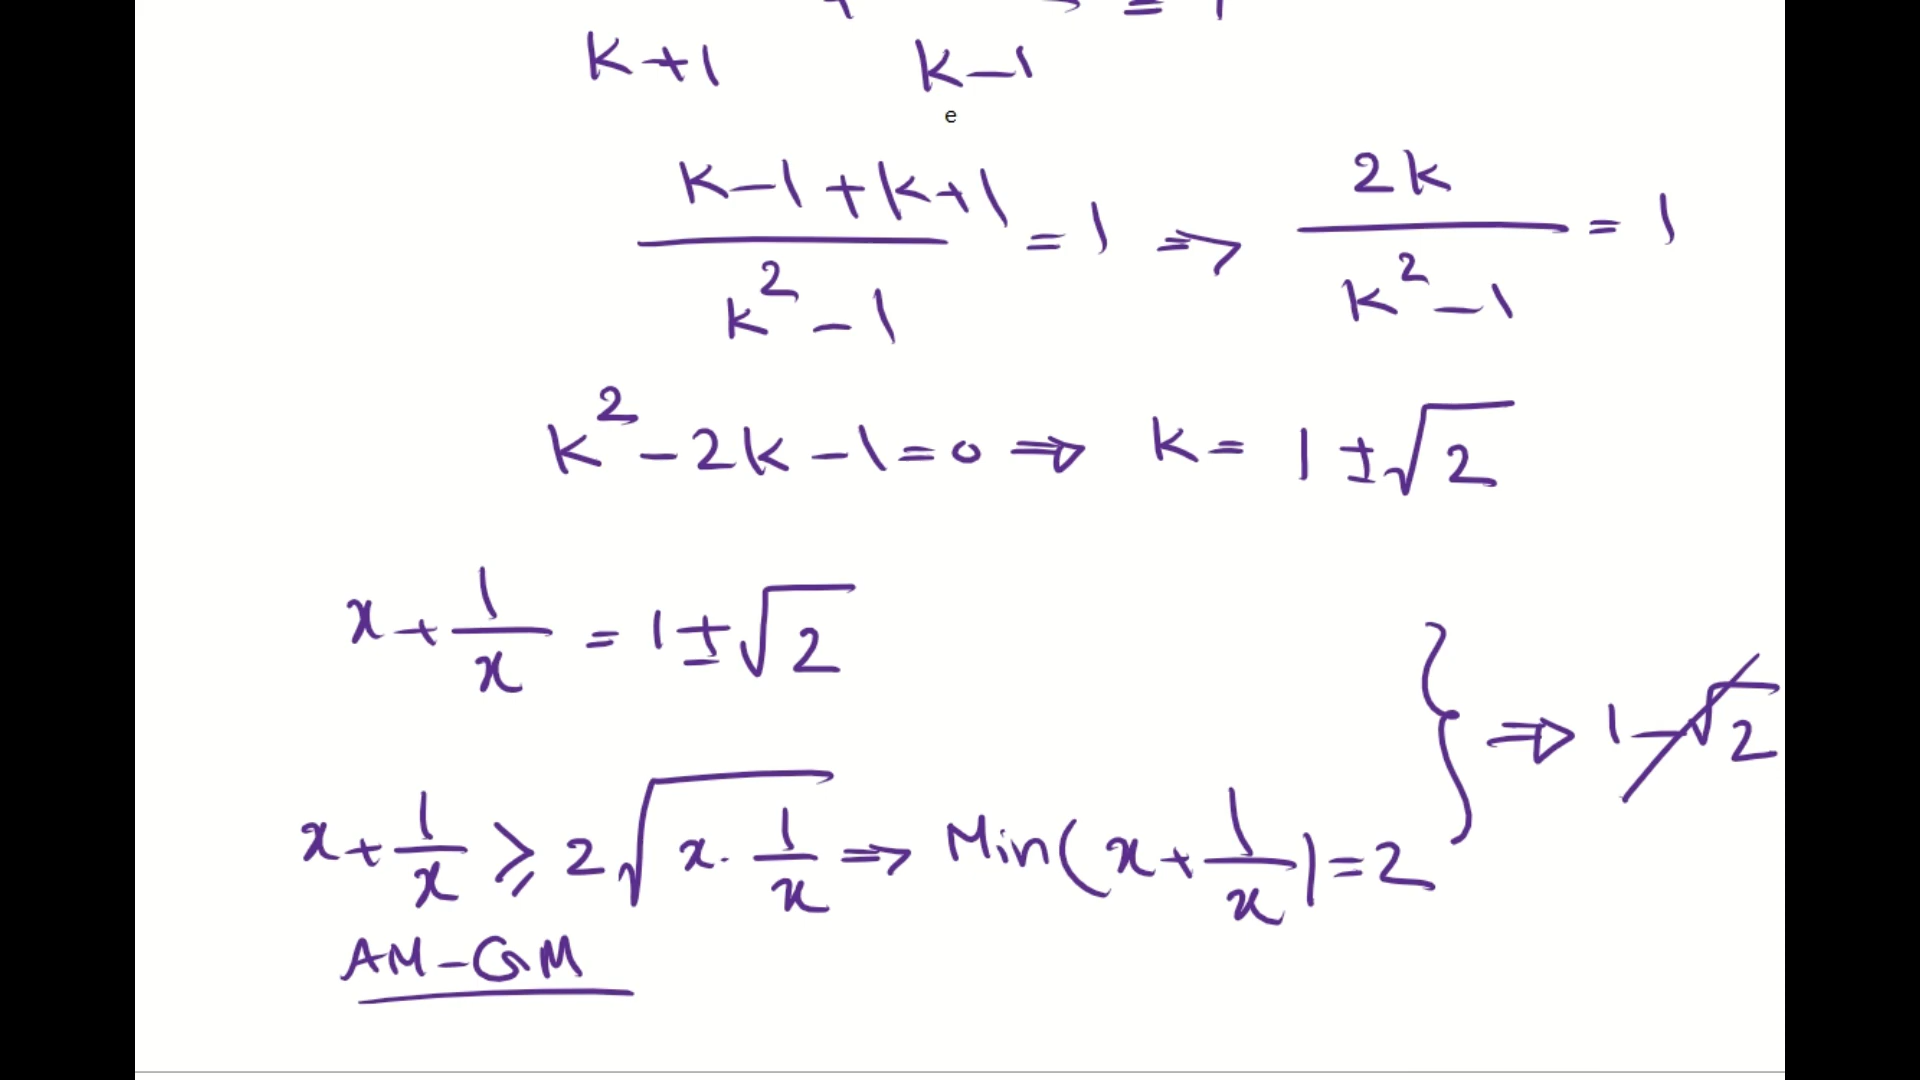 k+1 k-1
e
k-1+k+1 / k²-1 = 1 ⇒ 2k / k²-1 = 1
k²-2k-1=0 ⇒ k= 1±√2
x+1/x = 1±√2
} ⇒ 1-√2
x+1/x ≥ 2√x·1/x ⇒ Min(x+1/x)=2
AM-GM